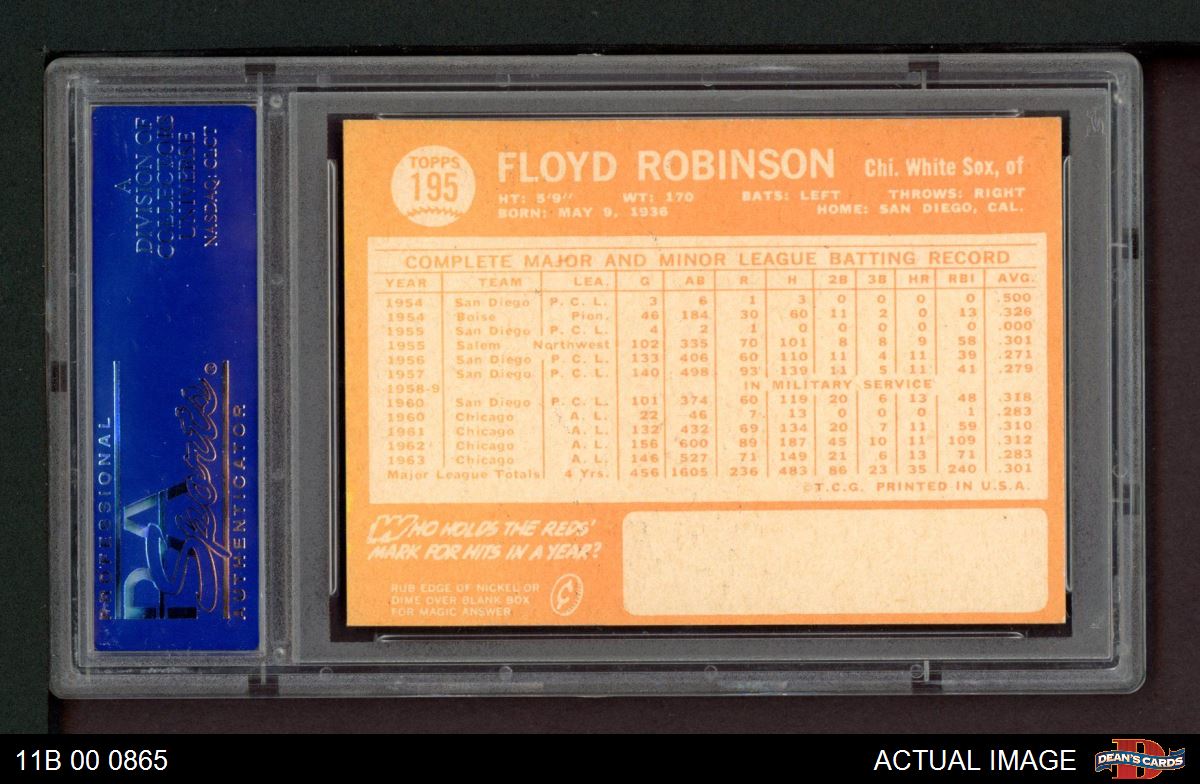 A
DIVISION OF
COLLECTORS
UNIVERSE
NASDAQ: CLCT
PROFESSIONAL
PSA
Sports
AUTHENTICATOR
TOPPS
195
FLOYD ROBINSON Chi. White Sox, of
HT: 5'9" WT: 170 BATS: LEFT THROWS: RIGHT
BORN: MAY 9, 1936 HOME: SAN DIEGO, CAL.
COMPLETE MAJOR AND MINOR LEAGUE BATTING RECORD
YEAR TEAM LEA. G AB R H 2B 3B HR RBI AVG.
1954 San Diego P. C. L. 3 6 1 3 0 0 0 0 .500
1954 Boise Pion. 46 184 30 60 11 2 0 13 .326
1955 San Diego P. C. L. 4 2 1 0 0 0 0 0 .000
1955 Salem Northwest 102 335 70 101 8 8 9 58 .301
1956 San Diego P. C. L. 133 406 60 110 11 4 11 39 .271
1957 San Diego P. C. L. 140 498 93 139 11 5 11 41 .279
1958-9 IN MILITARY SERVICE
1960 San Diego P. C. L. 101 374 60 119 20 6 13 48 .318
1960 Chicago A. L. 22 46 7 13 0 0 0 1 .283
1961 Chicago A. L. 132 432 69 134 20 7 11 59 .310
1962 Chicago A. L. 156 600 89 187 45 10 11 109 .312
1963 Chicago A. L. 146 527 71 149 21 6 13 71 .283
Major League Totals 4 Yrs. 456 1605 236 483 86 23 35 240 .301
©T.C.G. PRINTED IN U.S.A.
WHO HOLDS THE REDS'
MARK FOR HITS IN A YEAR?
RUB EDGE OF NICKEL OR
DIME OVER BLANK BOX
FOR MAGIC ANSWER
11B 00 0865
ACTUAL IMAGE
DEAN'S CARDS